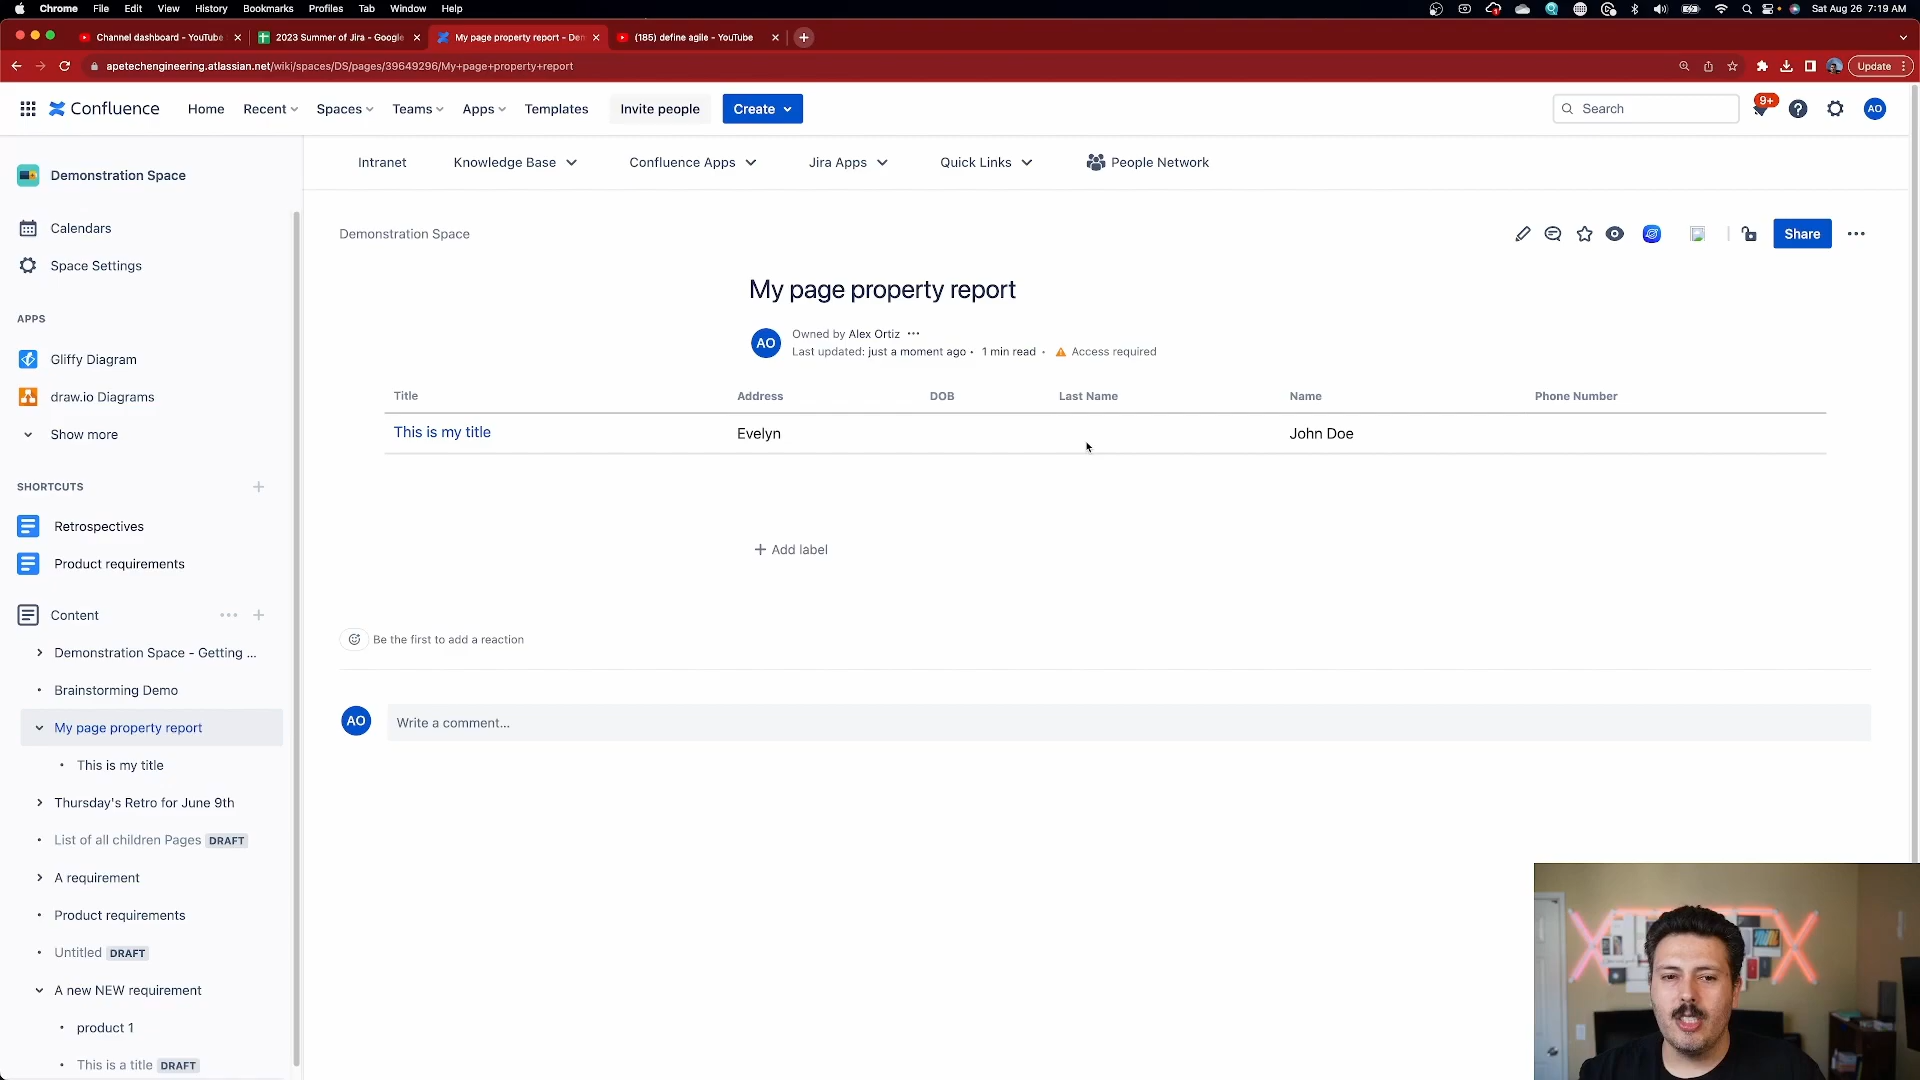 Chrome File Edit View History Bookmarks Profiles Tab Window Help Sat Aug 26 7:19 AM
Channel dashboard - YouTube 2023 Summer of Jira - Google My page property report - Den (185) define agile - YouTube
apetechengineering.atlassian.net/wiki/spaces/DS/pages/39649296/My+page+property+report Update
Confluence Home Recent Spaces Teams Apps Templates Invite people Create Search 9+ AO
Intranet Knowledge Base Confluence Apps Jira Apps Quick Links People Network
Demonstration Space
Calendars
Space Settings
APPS
Gliffy Diagram
draw.io Diagrams
Show more
SHORTCUTS
Retrospectives
Product requirements
Content
Demonstration Space - Getting ...
Brainstorming Demo
My page property report
This is my title
Thursday's Retro for June 9th
List of all children Pages DRAFT
A requirement
Product requirements
Untitled DRAFT
A new NEW requirement
product 1
This is a title DRAFT
Demonstration Space Share
My page property report
AO
Owned by Alex Ortiz
Last updated: just a moment ago • 1 min read • Access required
Title Address DOB Last Name Name Phone Number
This is my title Evelyn John Doe
+ Add label
Be the first to add a reaction
AO Write a comment...